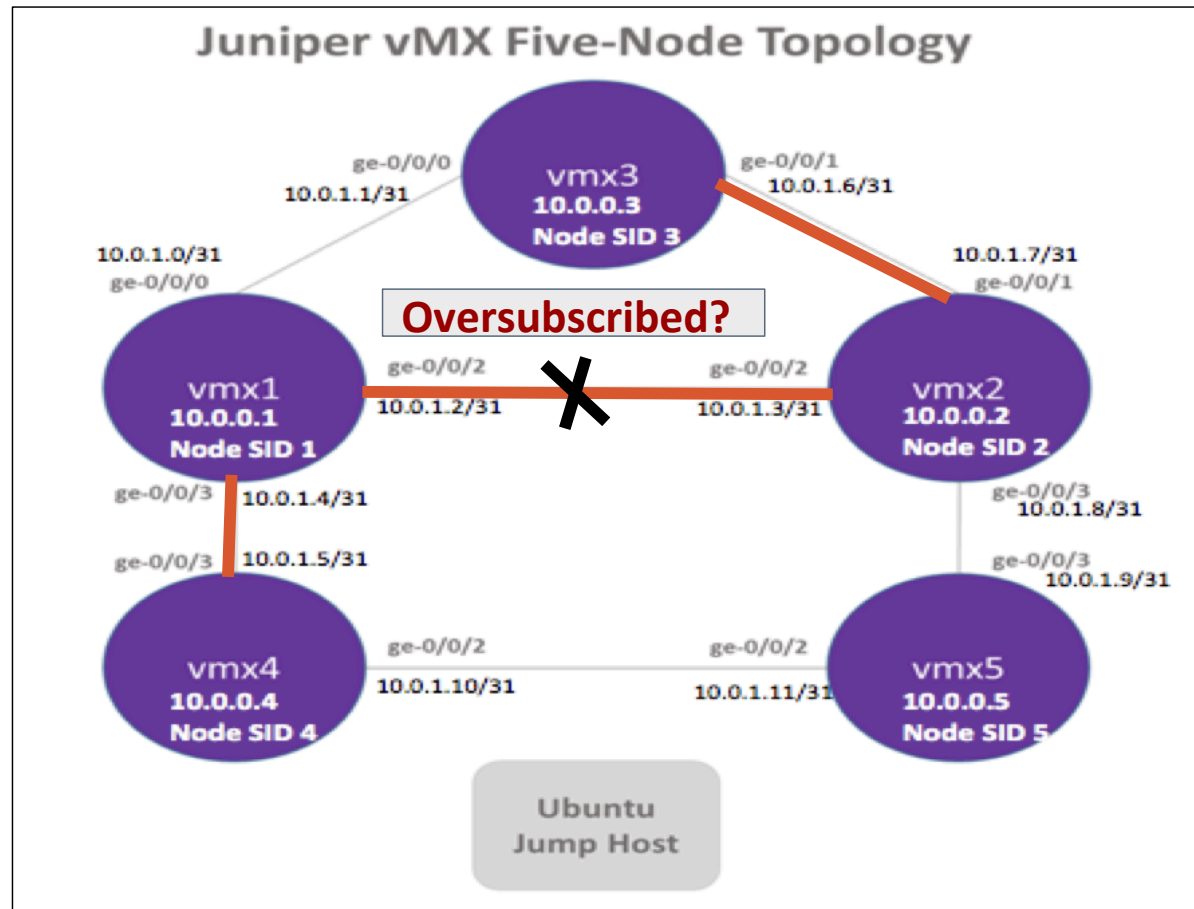 Juniper vMX Five-Node Topology
ge-0/0/0
10.0.1.1/31
vmx3
10.0.0.3
Node SID 3
ge-0/0/1
10.0.1.6/31
10.0.1.0/31
ge-0/0/0
10.0.1.7/31
ge-0/0/1
Oversubscribed?
vmx1
10.0.0.1
Node SID 1
ge-0/0/2
10.0.1.2/31
ge-0/0/2
10.0.1.3/31
vmx2
10.0.0.2
Node SID 2
ge-0/0/3
10.0.1.4/31
ge-0/0/3
10.0.1.8/31
ge-0/0/3
10.0.1.5/31
ge-0/0/3
10.0.1.9/31
vmx4
10.0.0.4
Node SID 4
ge-0/0/2
10.0.1.10/31
ge-0/0/2
10.0.1.11/31
vmx5
10.0.0.5
Node SID 5
Ubuntu
Jump Host